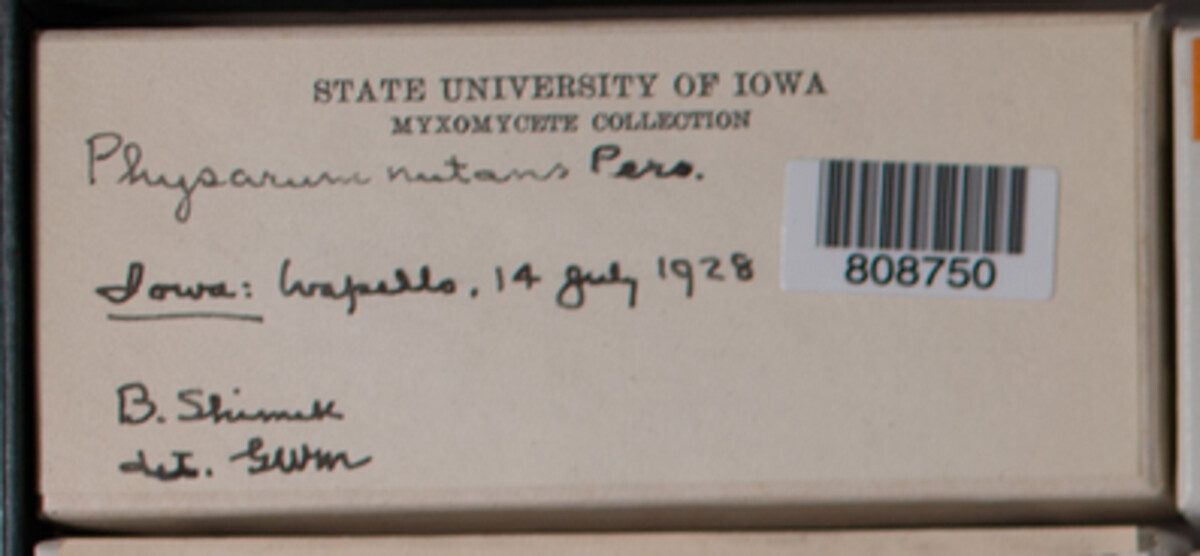 STATE UNIVERSITY OF IOWA
MYXOMYCETE COLLECTION
Physarum nutans Pers.
808750
Iowa: Wapello, 14 July 1928
B. Shimek
det. GWM